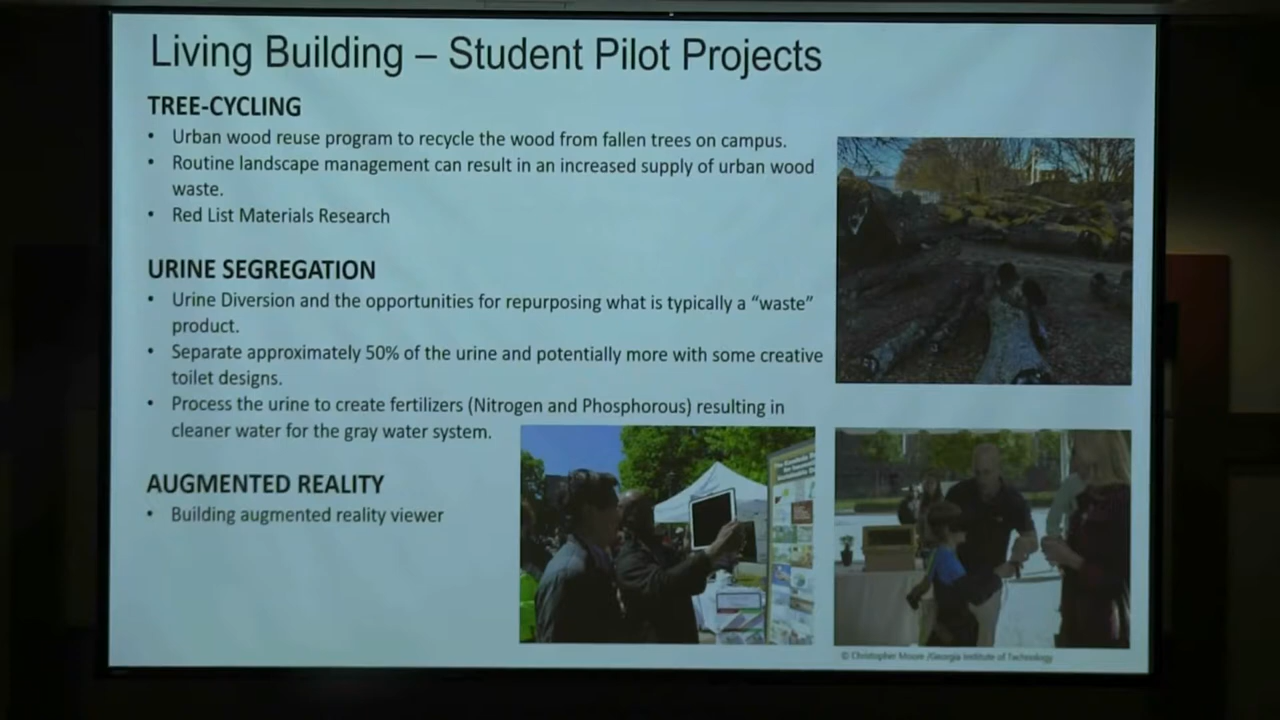 Living Building – Student Pilot Projects
TREE-CYCLING
• Urban wood reuse program to recycle the wood from fallen trees on campus.
• Routine landscape management can result in an increased supply of urban wood
waste.
• Red List Materials Research
URINE SEGREGATION
• Urine Diversion and the opportunities for repurposing what is typically a “waste”
product.
• Separate approximately 50% of the urine and potentially more with some creative
toilet designs.
• Process the urine to create fertilizers (Nitrogen and Phosphorous) resulting in
cleaner water for the gray water system.
AUGMENTED REALITY
• Building augmented reality viewer
© Christopher Moore /Georgia Institute of Technology